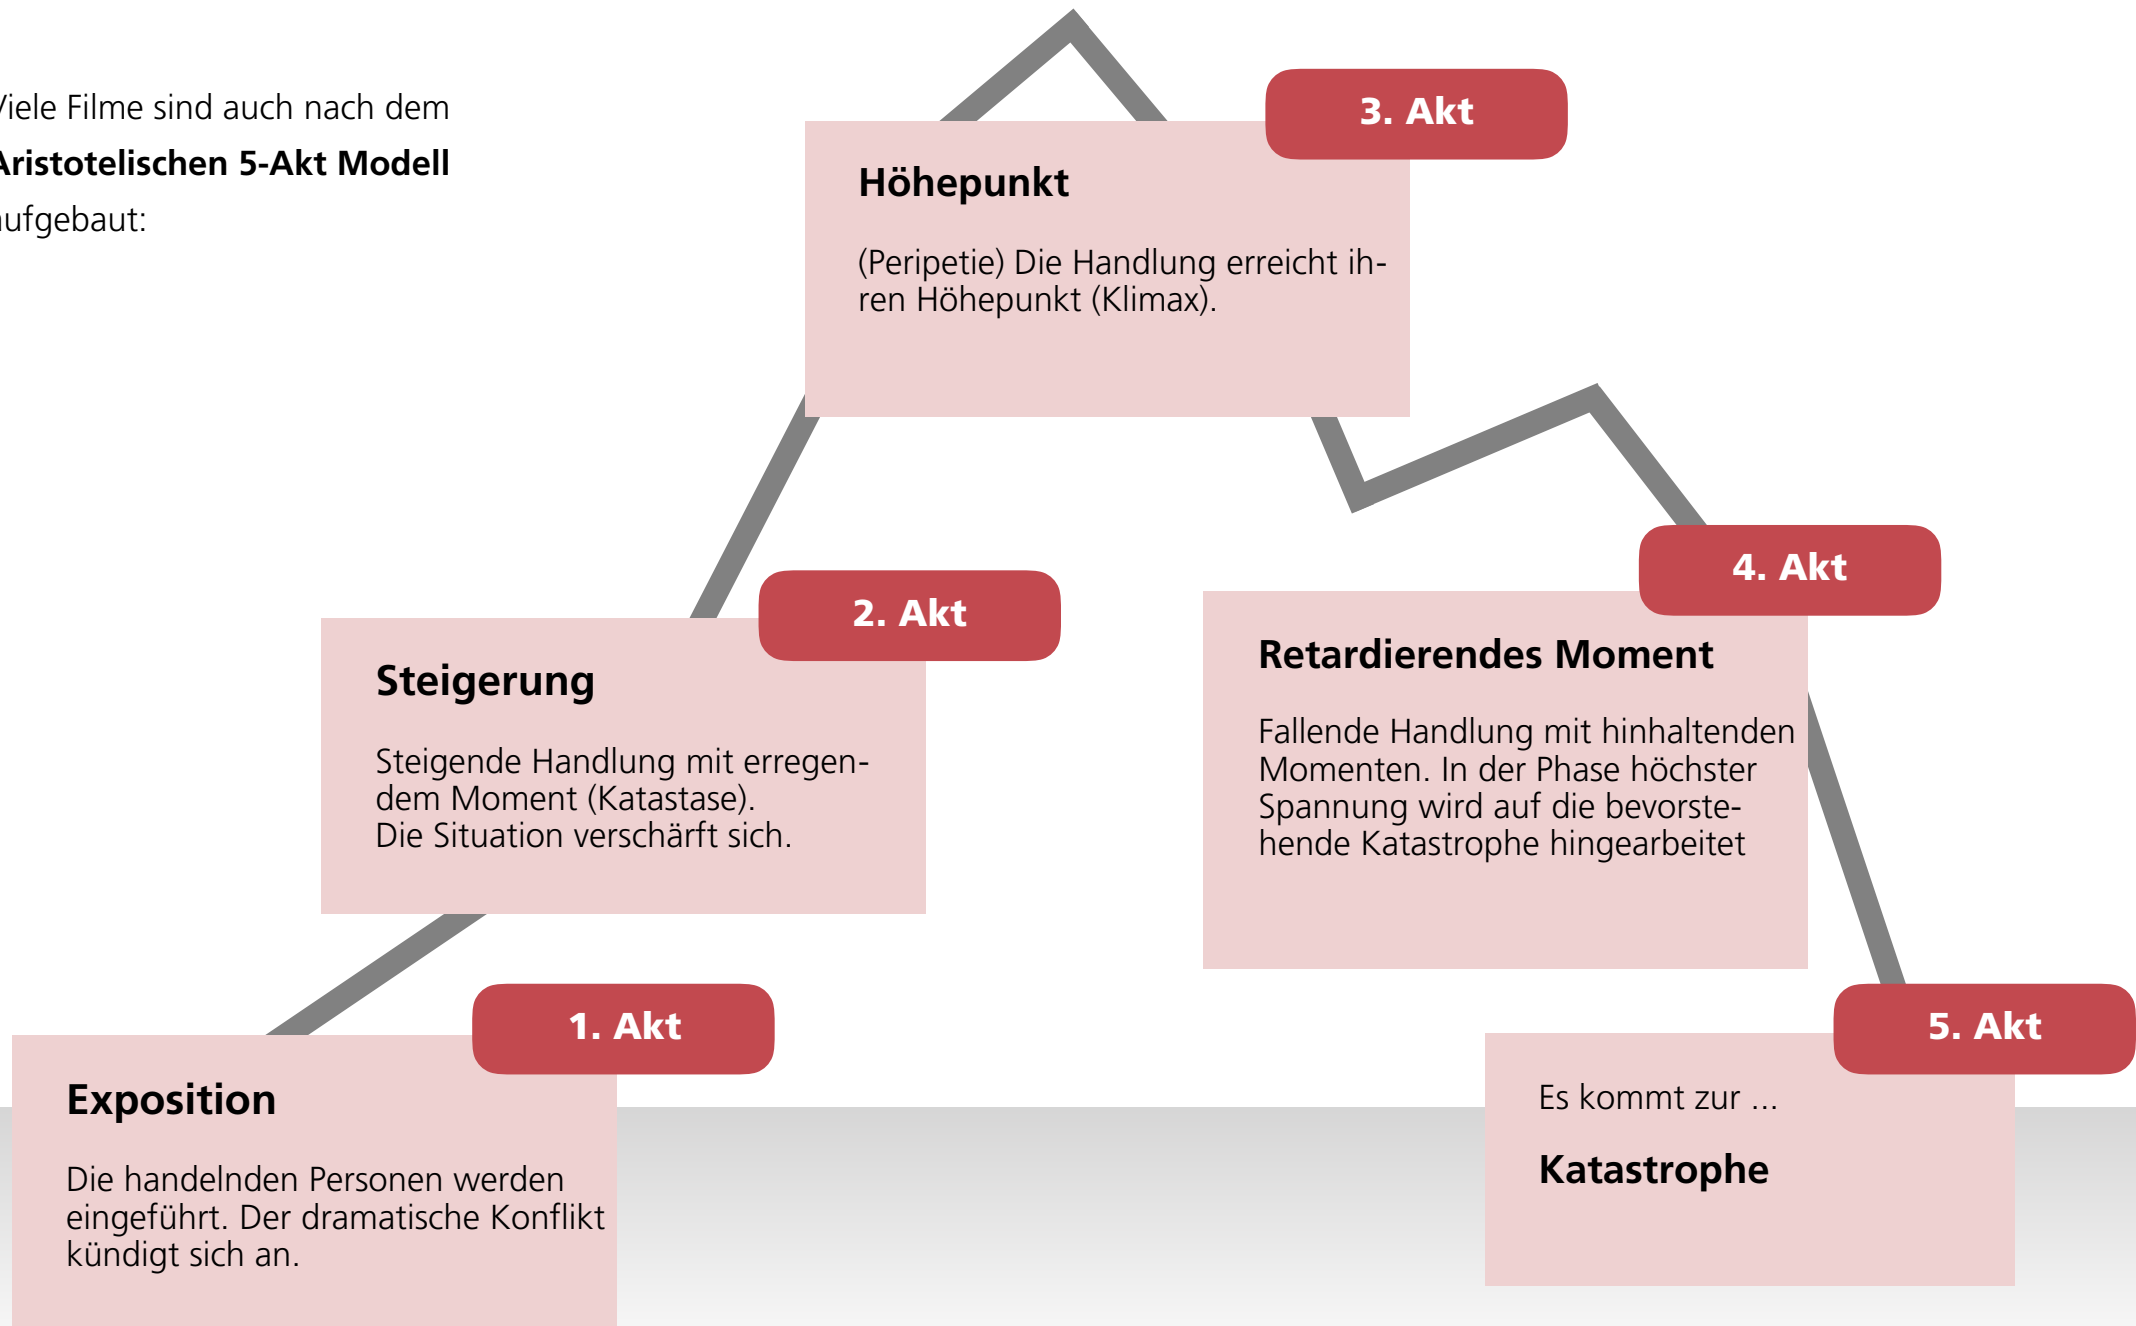 Viele Filme sind auch nach dem
Aristotelischen 5-Akt Modell
aufgebaut:
3. Akt
Höhepunkt
(Peripetie) Die Handlung erreicht ih-
ren Höhepunkt (Klimax).
2. Akt
Steigerung
Steigende Handlung mit erregen-
dem Moment (Katastase).
Die Situation verschärft sich.
4. Akt
Retardierendes Moment
Fallende Handlung mit hinhaltenden
Momenten. In der Phase höchster
Spannung wird auf die bevorste-
hende Katastrophe hingearbeitet
1. Akt
Exposition
Die handelnden Personen werden
eingeführt. Der dramatische Konflikt
kündigt sich an.
5. Akt
Es kommt zur ...
Katastrophe